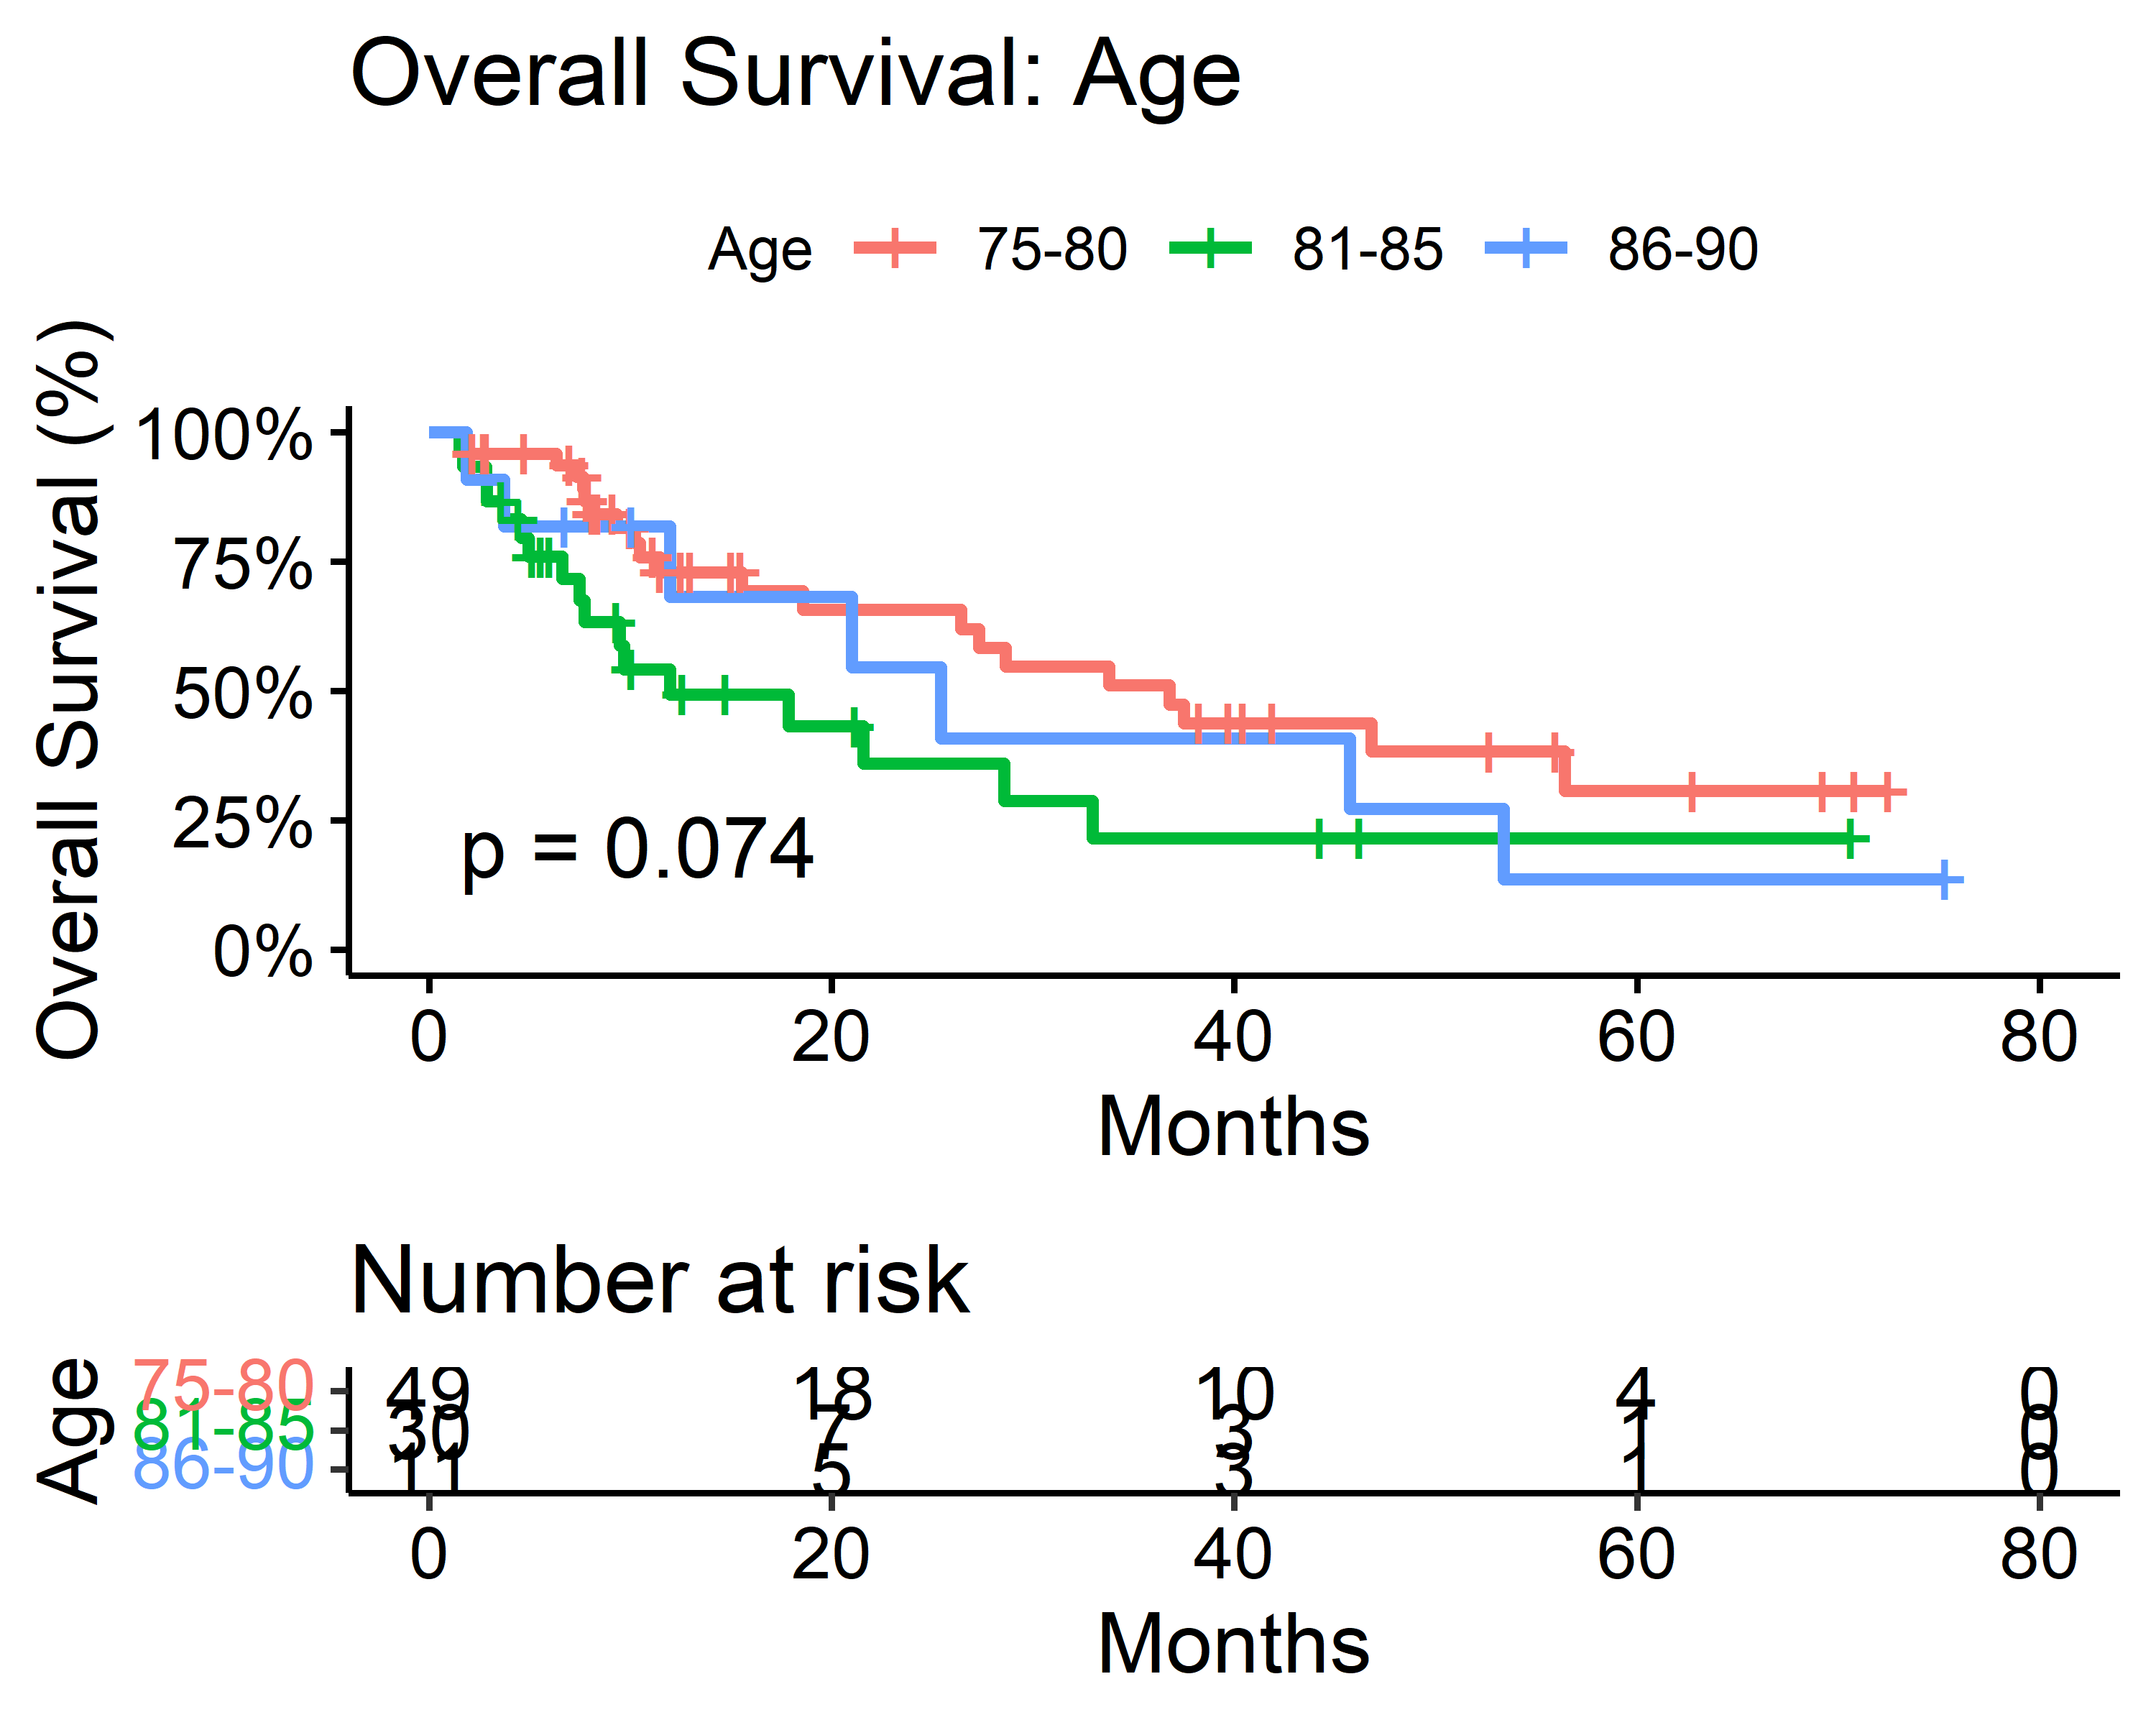 Overall Survival: Age
Age 75-80 81-85 86-90
Overall Survival (%)
100%
75%
50%
25%
0%
p = 0.074
0 20 40 60 80
Months
Number at risk
Age
75-80 49 18 10 4 0
81-85 30 7 3 1 0
86-90 11 5 3 1 0
0 20 40 60 80
Months